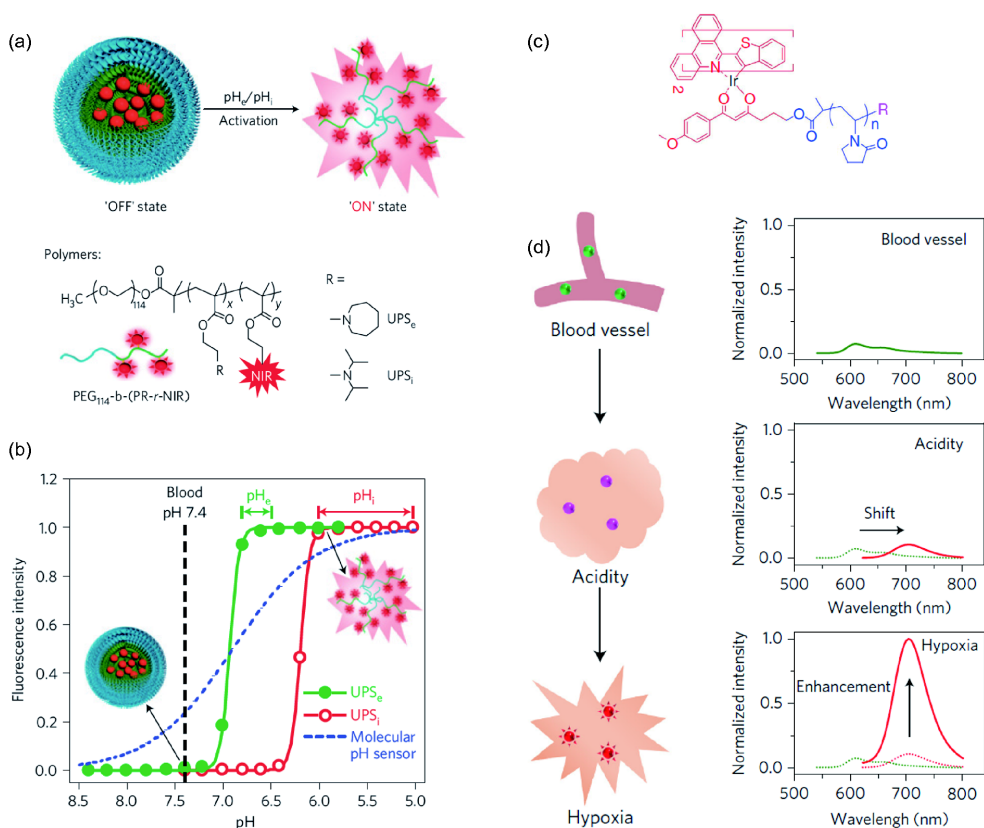 (a)
pHe/pHi
Activation
'OFF' state
'ON' state
Polymers:
H3C
O
114
O
O
x
y
O
O
O
O
R
NIR
R =
N
UPSe
N
UPSi
PEG114-b-(PR-r-NIR)
(b)
Fluorescence intensity
1.2
1.0
0.8
0.6
0.4
0.2
0.0
Blood
pH 7.4
pHe
pHi
UPSe
UPSi
Molecular
pH sensor
8.5 8.0 7.5 7.0 6.5 6.0 5.5 5.0
pH
(c)
S
N
2
Ir
O
O
O
O
O
n
R
N
O
(d)
Blood vessel
Acidity
Hypoxia
Normalized intensity
1.0
0.5
0.0
Blood vessel
500 600 700 800
Wavelength (nm)
Normalized intensity
1.0
0.5
0.0
Acidity
Shift
500 600 700 800
Wavelength (nm)
Normalized intensity
1.0
0.5
0.0
Hypoxia
Enhancement
500 600 700 800
Wavelength (nm)